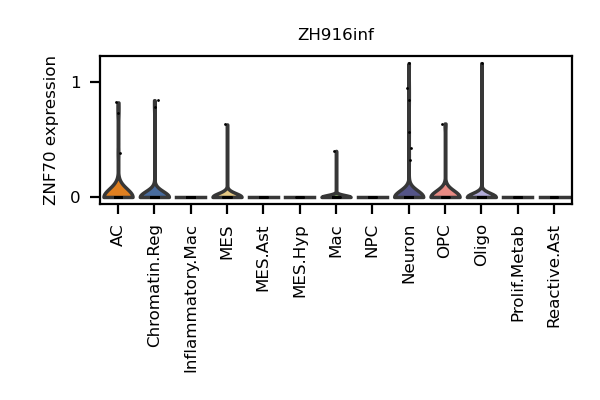 ZH916inf
ZNF70 expression
1
0
AC
Chromatin.Reg
Inflammatory.Mac
MES
MES.Ast
MES.Hyp
Mac
NPC
Neuron
OPC
Oligo
Prolif.Metab
Reactive.Ast